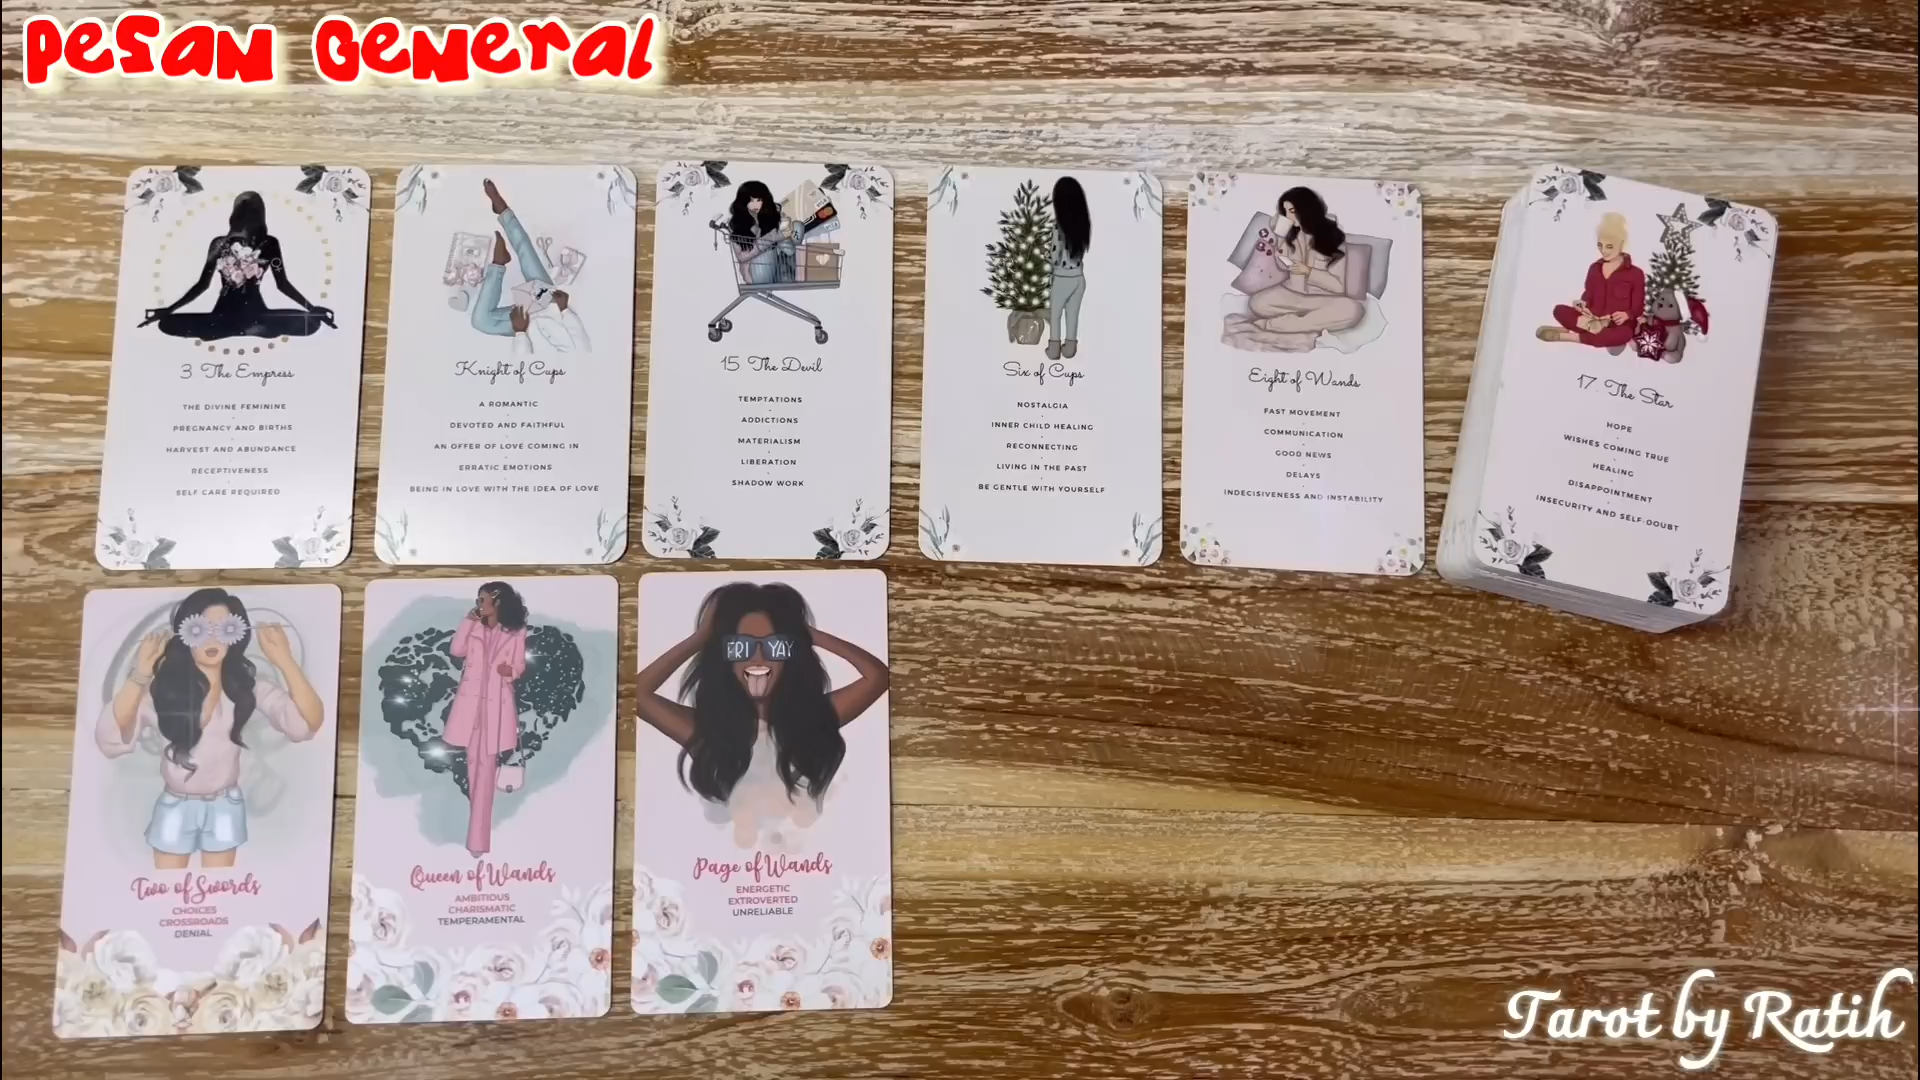 Pesan General
3 The Empress
THE DIVINE FEMININE
PREGNANCY AND BIRTHS
HARVEST AND ABUNDANCE
RECEPTIVENESS
SELF CARE REQUIRED
Knight of Cups
A ROMANTIC
DEVOTED AND FAITHFUL
AN OFFER OF LOVE COMING IN
ERRATIC EMOTIONS
BEING IN LOVE WITH THE IDEA OF LOVE
VISA
15 The Devil
TEMPTATIONS
ADDICTIONS
MATERIALISM
LIBERATION
SHADOW WORK
Six of Cups
NOSTALGIA
INNER CHILD HEALING
RECONNECTING
LIVING IN THE PAST
BE GENTLE WITH YOURSELF
Eight of Wands
FAST MOVEMENT
COMMUNICATION
GOOD NEWS
DELAYS
INDECISIVENESS AND INSTABILITY
17 The Star
HOPE
WISHES COMING TRUE
HEALING
DISAPPOINTMENT
INSECURITY AND SELF-DOUBT
Two of Swords
CHOICES
CROSSROADS
DENIAL
Queen of Wands
AMBITIOUS
CHARISMATIC
TEMPERAMENTAL
FRI YAY
Page of Wands
ENERGETIC
EXTROVERTED
UNRELIABLE
Tarot by Ratih